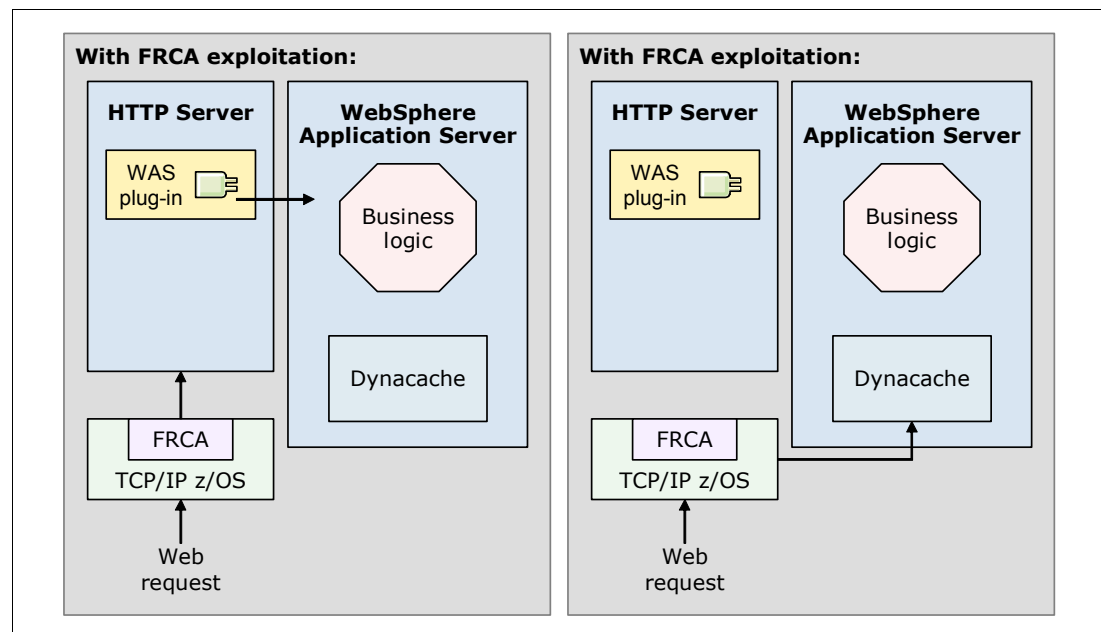 With FRCA exploitation:
HTTP Server
WAS
plug-in
WebSphere
Application Server
Business
logic
Dynacache
FRCA
TCP/IP z/OS
Web
request
With FRCA exploitation:
HTTP Server
WAS
plug-in
WebSphere
Application Server
Business
logic
Dynacache
FRCA
TCP/IP z/OS
Web
request